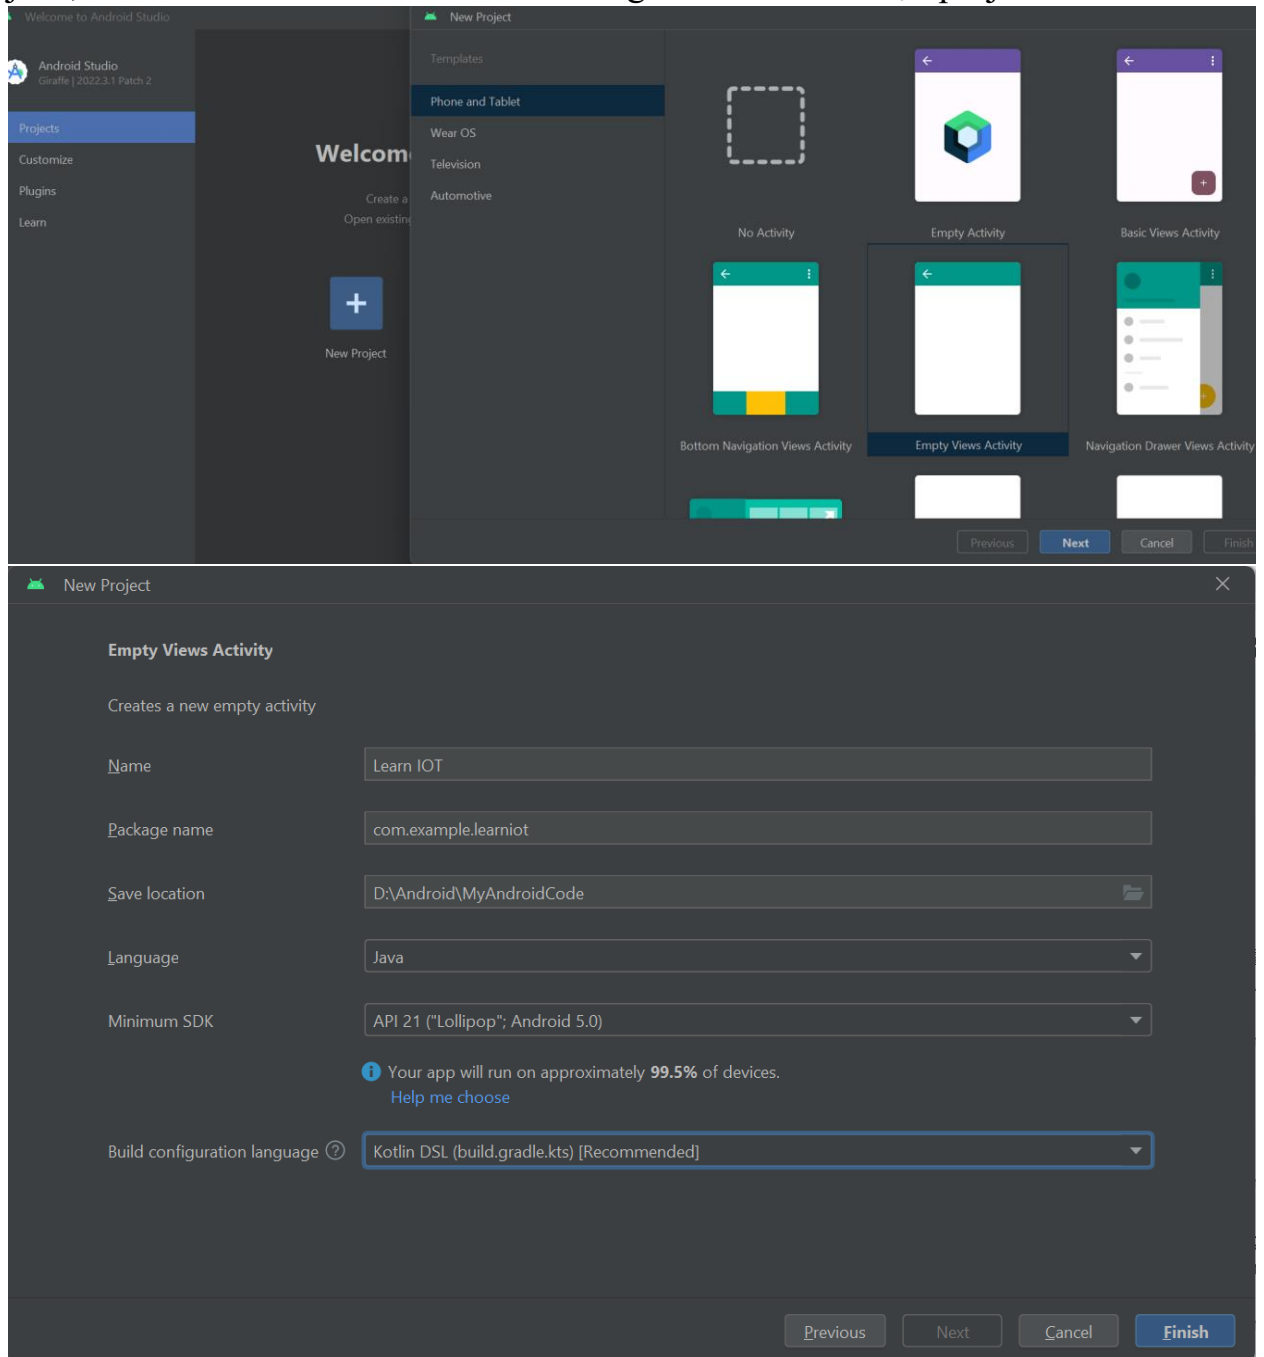 Welcome to Android Studio
New Project
Android Studio
Giraffe | 2022.3.1 Patch 2
Projects
Customize
Plugins
Learn
Create a
New Project
Templates
Phone and Tablet
Wear OS
Television
Automotive
No Activity
Empty Activity
Basic Views Activity
Bottom Navigation Views Activity
Empty Views Activity
Navigation Drawer Views Activity
Previous
Next
Cancel
Finish
New Project
Empty Views Activity
Creates a new empty activity
Name
Learn IOT
Package name
com.example.learniot
Save location
D:\Android\MyAndroidCode
Language
Java
Minimum SDK
API 21 ("Lollipop"; Android 5.0)
Your app will run on approximately 99.5% of devices.
Help me choose
Build configuration language
Kotlin DSL (build.gradle.kts) [Recommended]
Previous
Next
Cancel
Finish